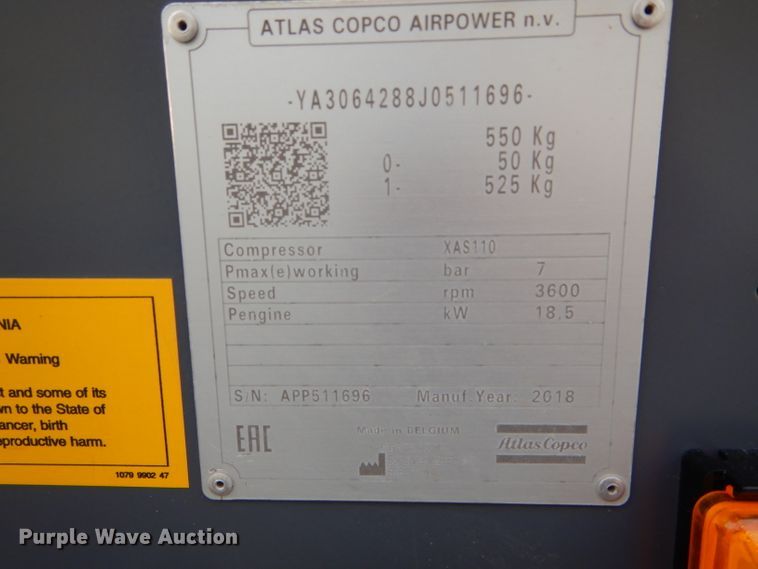 ATLAS COPCO AIRPOWER n.v.
-YA3064288J0511696-
550 Kg
0- 50 Kg
1- 525 Kg
Compressor XAS110
Pmax(e)working bar 7
Speed rpm 3600
Pengine kW 18,5
S/N: APP511696 Manuf.Year: 2018
EAC
Made in BELGIUM
Atlas Copco
NIA
Warning
t and some of its
wn to the State of
ancer, birth
eproductive harm.
1079 9902 47
Purple Wave Auction